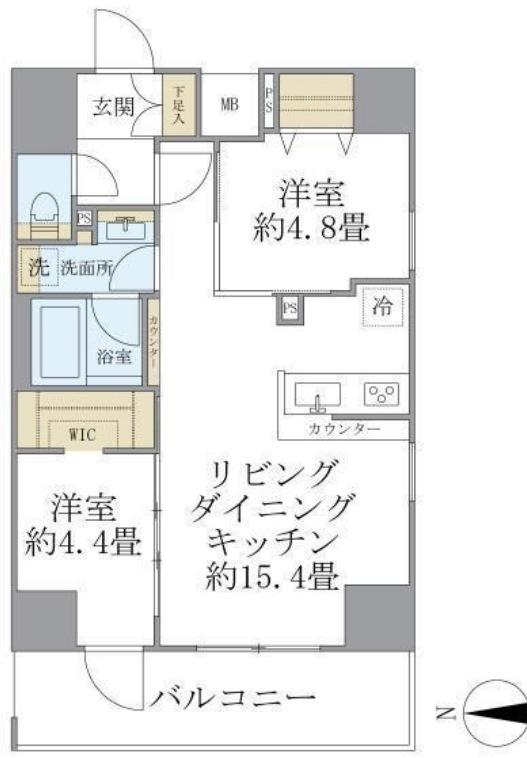 玄関
下足入
MB
PS
洋室
約4.8畳
PS
洗
洗面所
浴室
カウンター
PS
冷
カウンター
WIC
洋室
約4.4畳
リビング
ダイニング
キッチン
約15.4畳
バルコニー
N